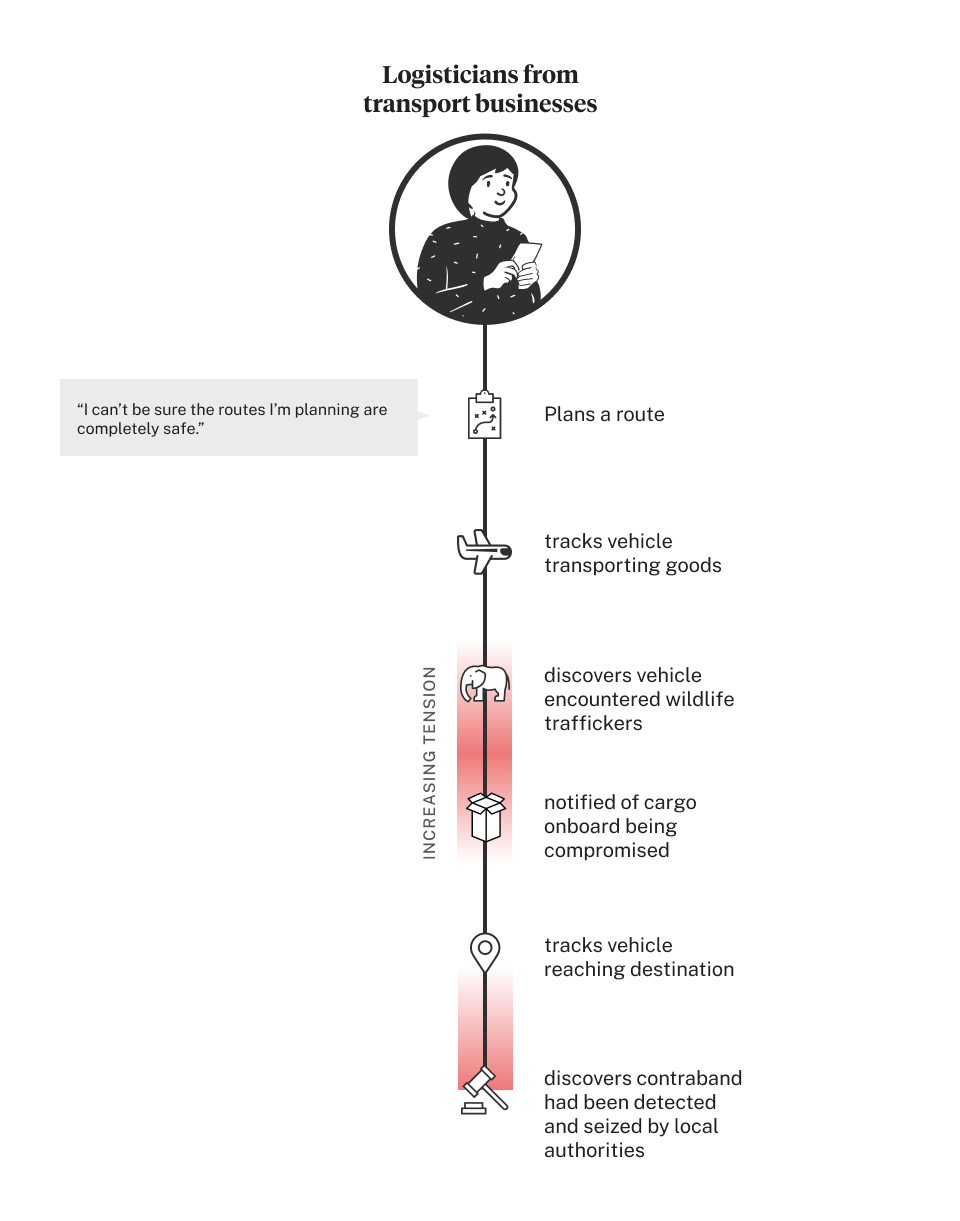 Logisticians from
transport businesses
“I can’t be sure the routes I’m planning are
completely safe.”
Plans a route
tracks vehicle
transporting goods
INCREASING TENSION
discovers vehicle
encountered wildlife
traffickers
notified of cargo
onboard being
compromised
tracks vehicle
reaching destination
discovers contraband
had been detected
and seized by local
authorities